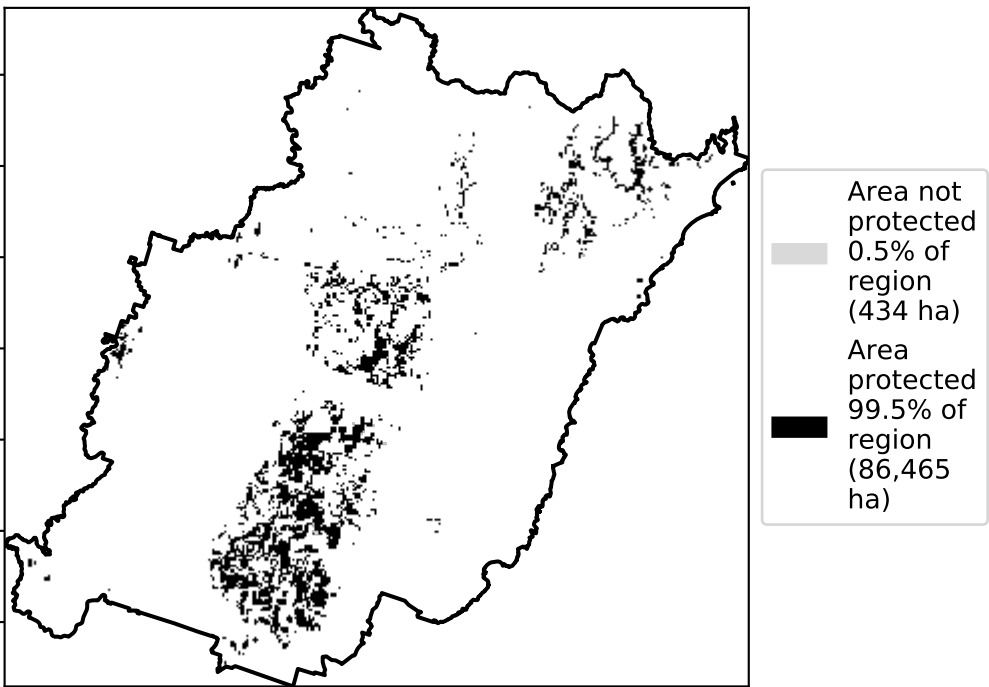 Area not
protected
0.5% of
region
(434 ha)
Area
protected
99.5% of
region
(86,465
ha)